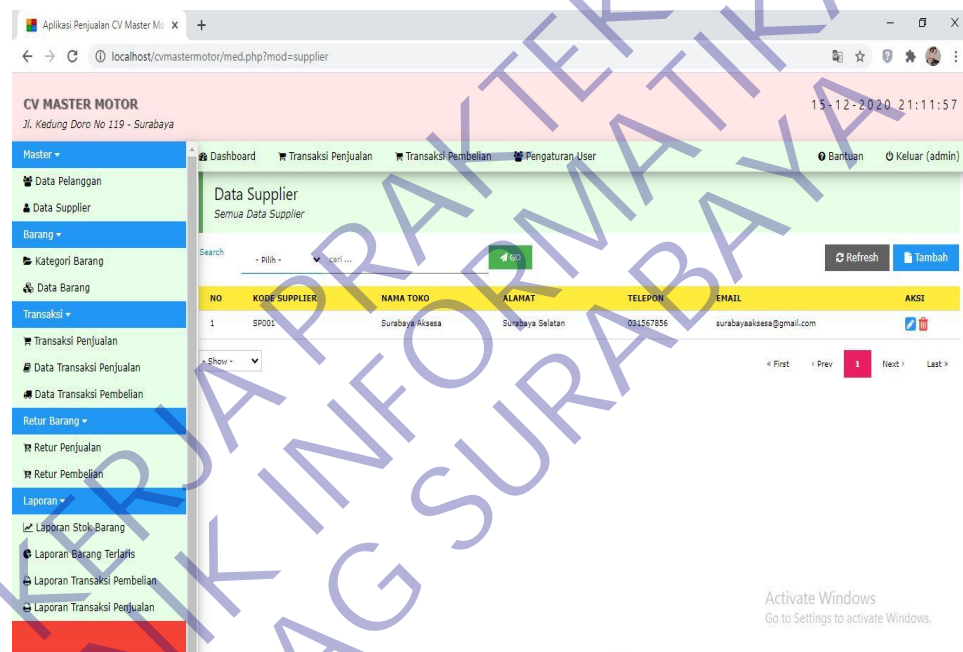 Aplikasi Penjualan CV Master Mo
localhost/cvmastermotor/med.php?mod=supplier
CV MASTER MOTOR
Jl. Kedung Doro No 119 - Surabaya
15-12-2020 21:11:57
Master
Data Pelanggan
Data Supplier
Barang
Kategori Barang
Data Barang
Transaksi
Transaksi Penjualan
Data Transaksi Penjualan
Data Transaksi Pembelian
Retur Barang
Retur Penjualan
Retur Pembelian
Laporan
Laporan Stok Barang
Laporan Barang Terlaris
Laporan Transaksi Pembelian
Laporan Transaksi Penjualan
Dashboard Transaksi Penjualan Transaksi Pembelian Pengaturan User Bantuan Keluar (admin)
Data Supplier
Semua Data Supplier
Search - Pilih - cari ... GO Refresh Tambah
NO KODE SUPPLIER NAMA TOKO ALAMAT TELEPON EMAIL AKSI
1 SP001 Surabaya Aksesa Surabaya Selatan 031567856 surabayaaksesa@gmail.com
- Show - « First ‹ Prev 1 Next › Last »
Activate Windows
Go to Settings to activate Windows.
KERJA PRAKTEK
NIK INFORMATIKA
AG SURABAYA